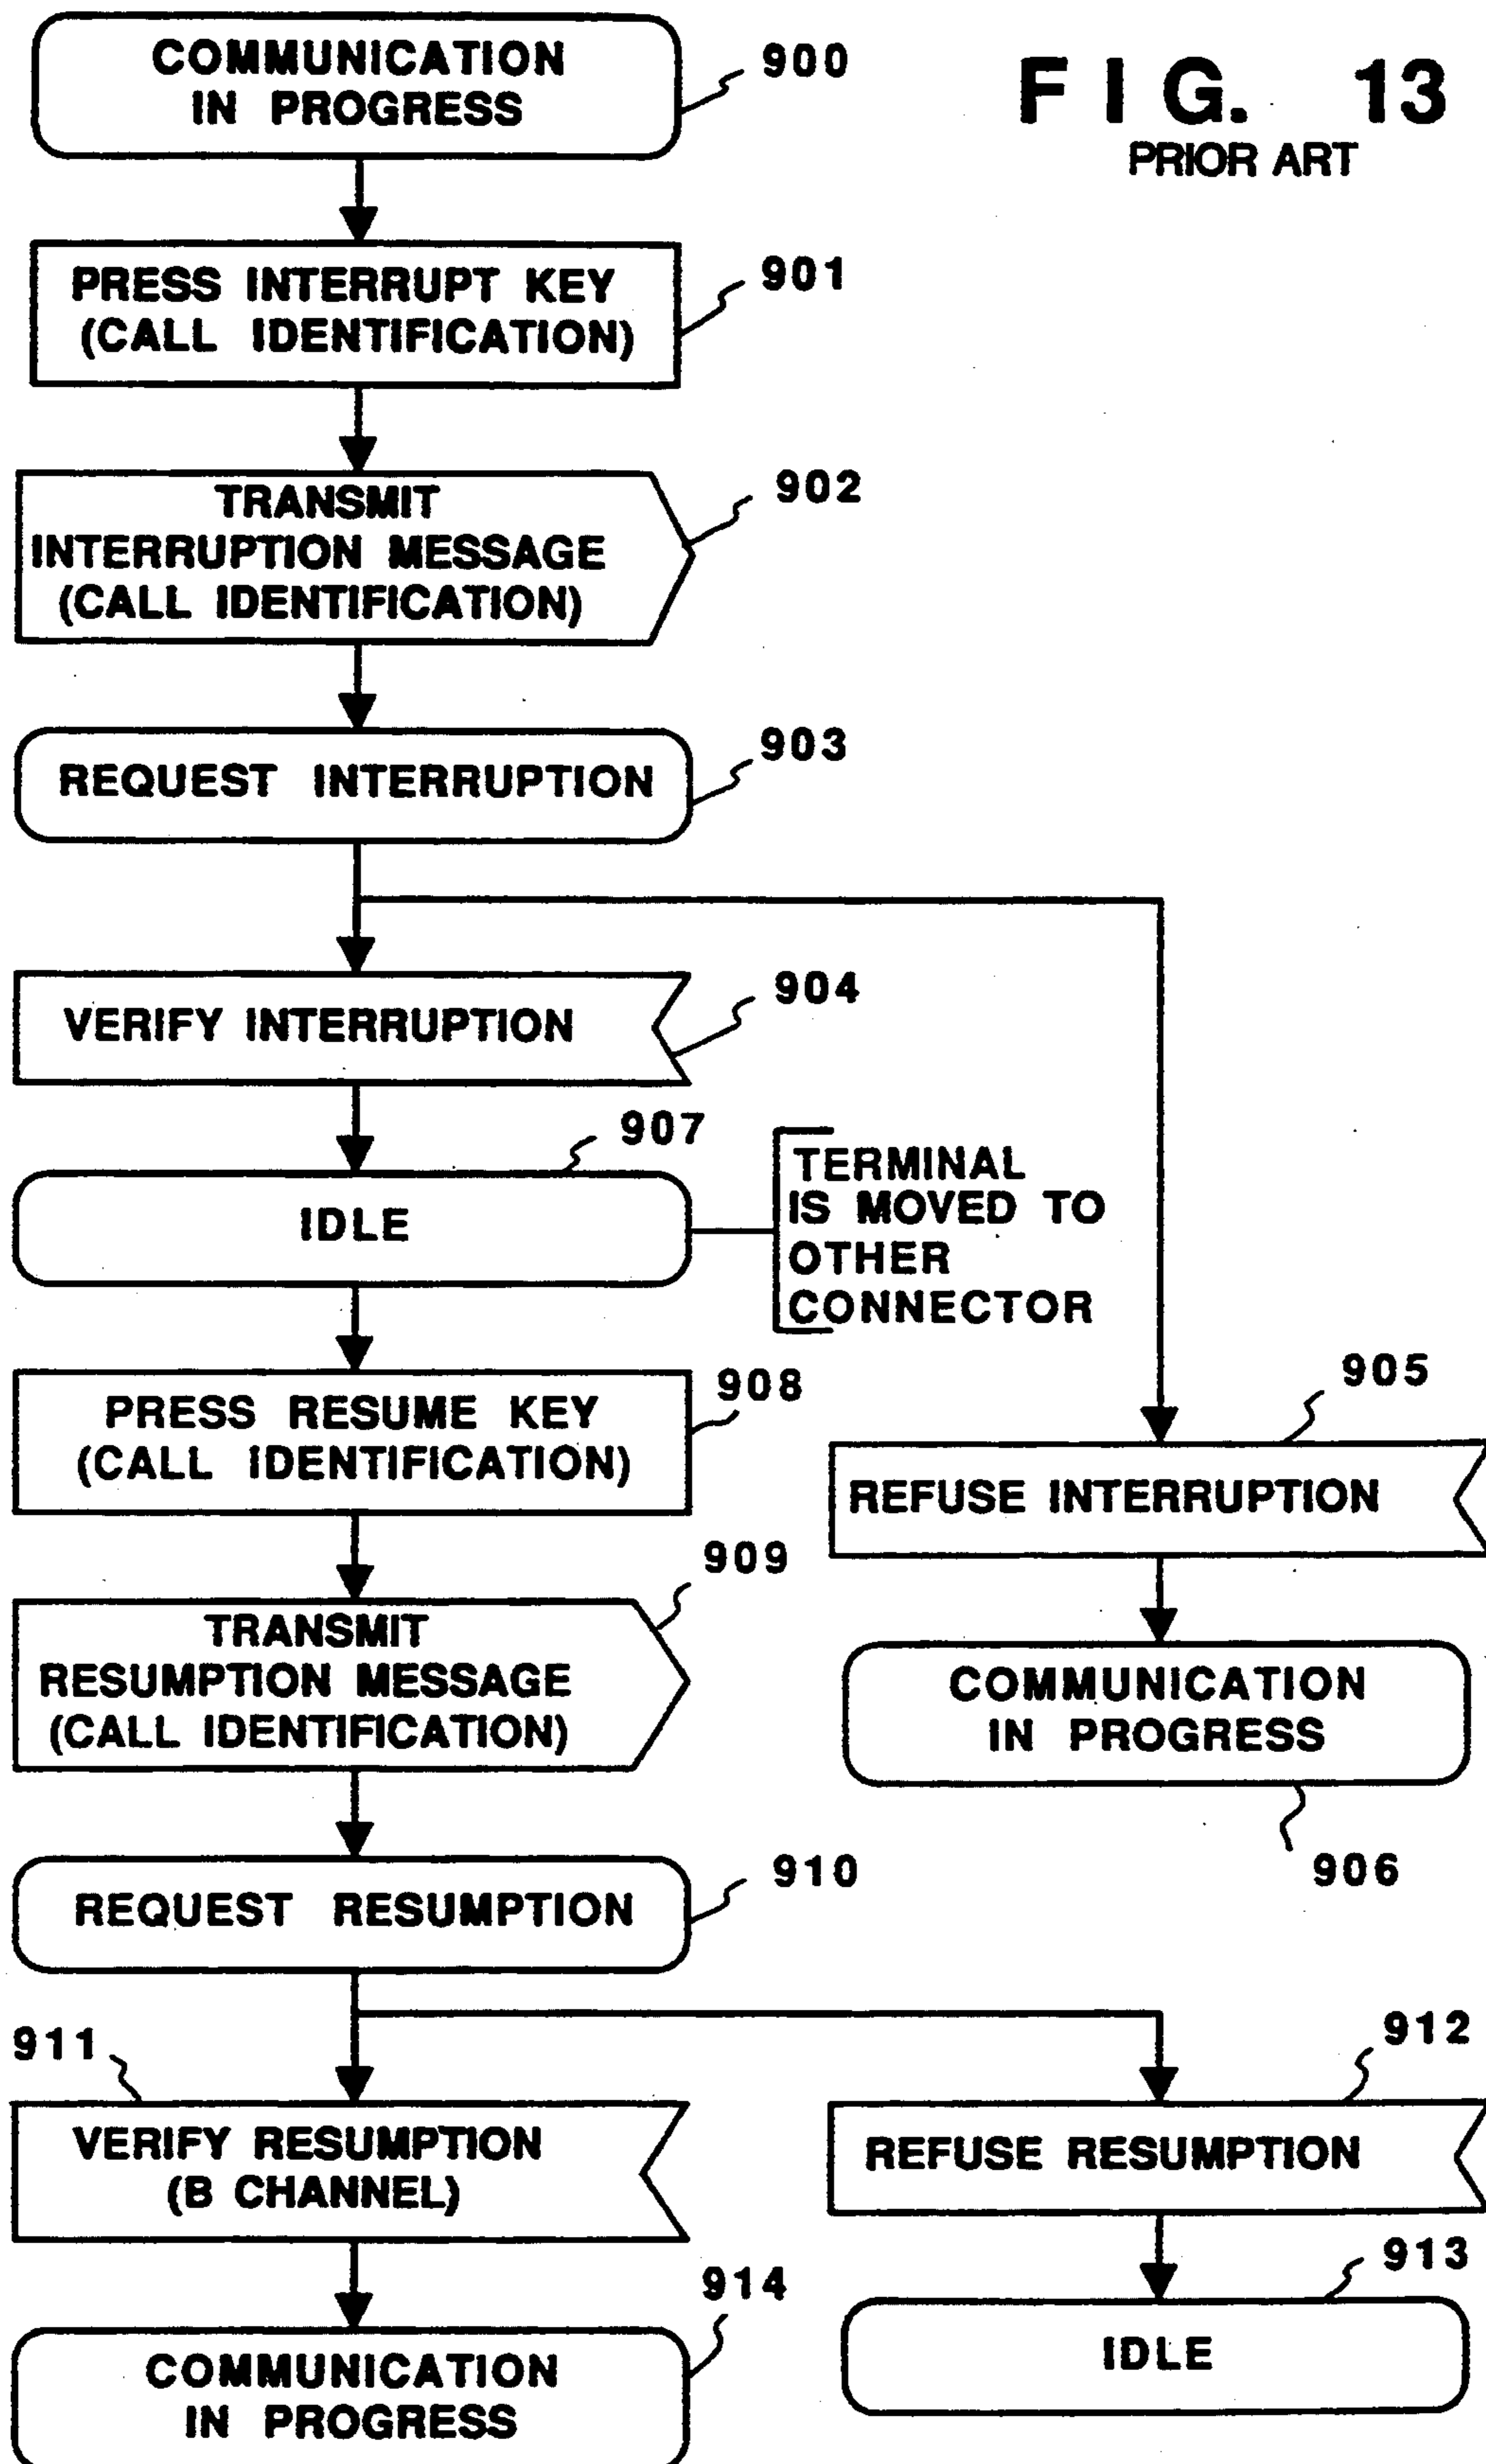 COMMUNICATION
IN PROGRESS
900
FIG. 13
PRIOR ART
PRESS INTERRUPT KEY
(CALL IDENTIFICATION)
901
TRANSMIT
INTERRUPTION MESSAGE
(CALL IDENTIFICATION)
902
REQUEST INTERRUPTION
903
VERIFY INTERRUPTION
904
907
IDLE
TERMINAL
IS MOVED TO
OTHER
CONNECTOR
PRESS RESUME KEY
(CALL IDENTIFICATION)
908
905
REFUSE INTERRUPTION
TRANSMIT
RESUMPTION MESSAGE
(CALL IDENTIFICATION)
909
COMMUNICATION
IN PROGRESS
906
REQUEST RESUMPTION
910
911
VERIFY RESUMPTION
(B CHANNEL)
912
REFUSE RESUMPTION
914
COMMUNICATION
IN PROGRESS
913
IDLE